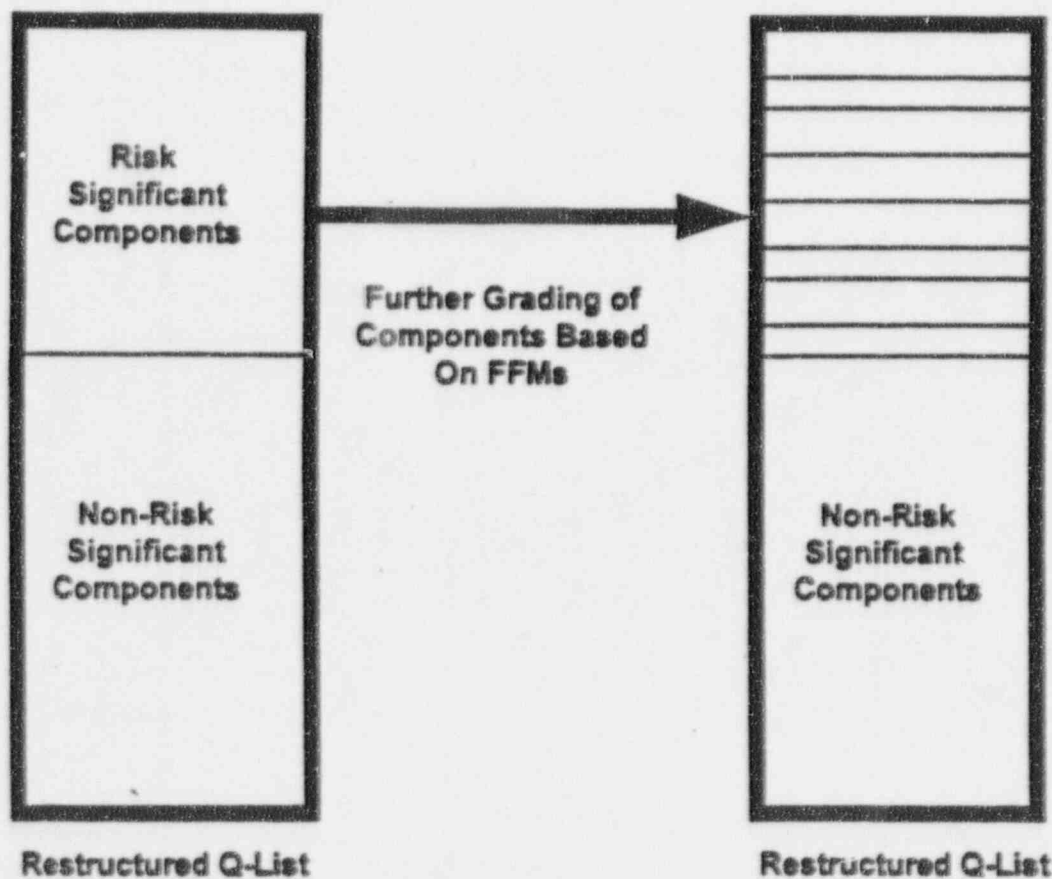 Risk
Significant
Components
Further Grading of
Components Based
On FFMs
Non-Risk
Significant
Components
Non-Risk
Significant
Components
Restructured Q-List
Restructured Q-List